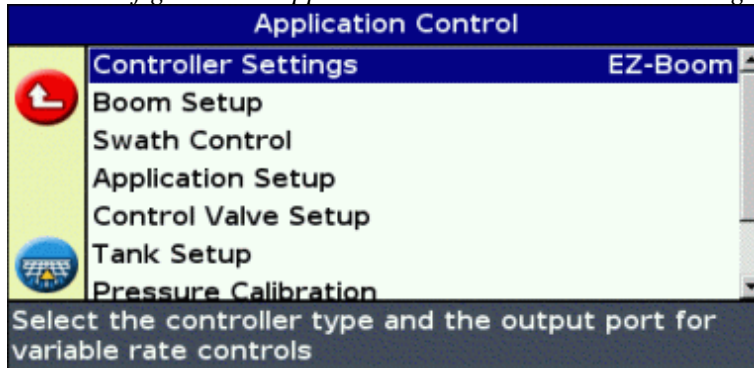 Application Control
Controller Settings EZ-Boom
Boom Setup
Swath Control
Application Setup
Control Valve Setup
Tank Setup
Pressure Calibration
Select the controller type and the output port for
variable rate controls